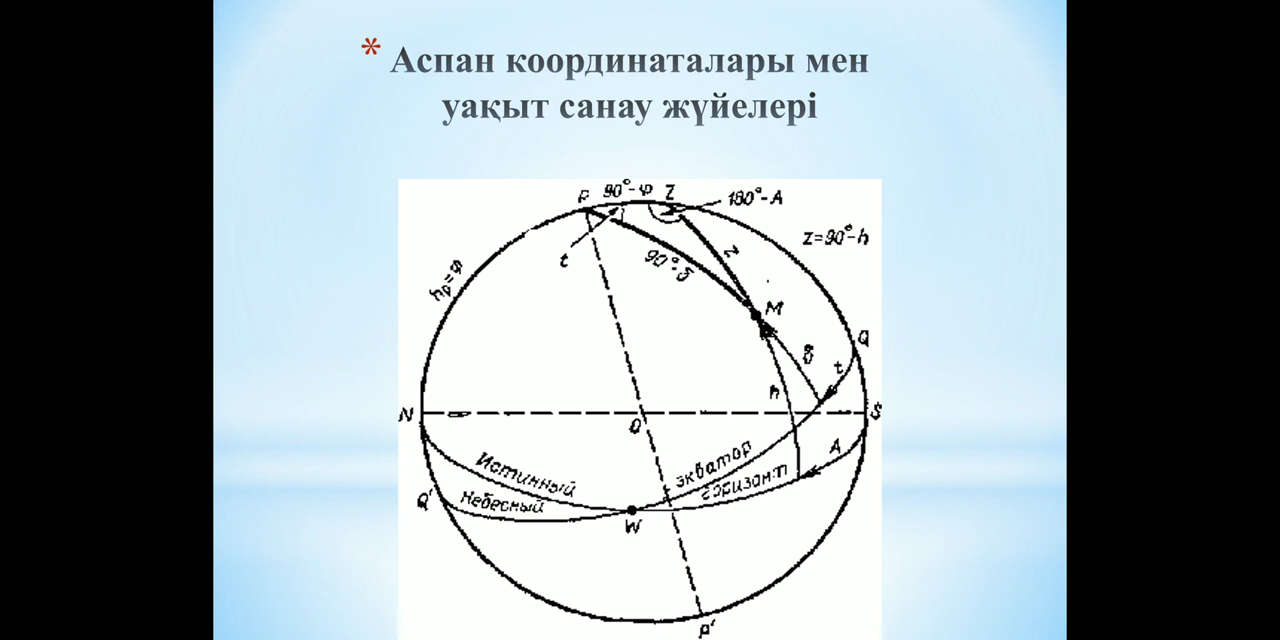 * Аспан координаталары мен
уақыт санау жүйелері
P 90°-φ Z 180°-A
z=90°-h
t
90°-δ
z
hp=φ
M
Q
δ
t
h
N
O
S
A
Истинный
экватор
горизонт
Q'
Небесный
W
P'